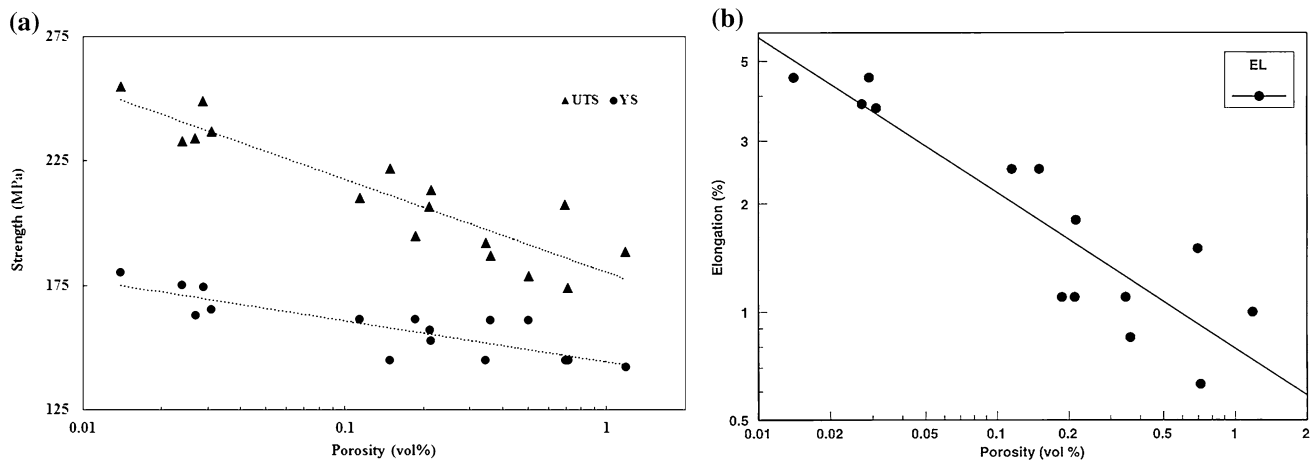 (a)
275
225
175
125
Strength (MPa)
UTS YS
0.01 0.1 1
Porosity (vol%)
(b)
5
3
2
1
0.5
Elongation (%)
EL
0.01 0.02 0.05 0.1 0.2 0.5 1 2
Porosity (vol %)